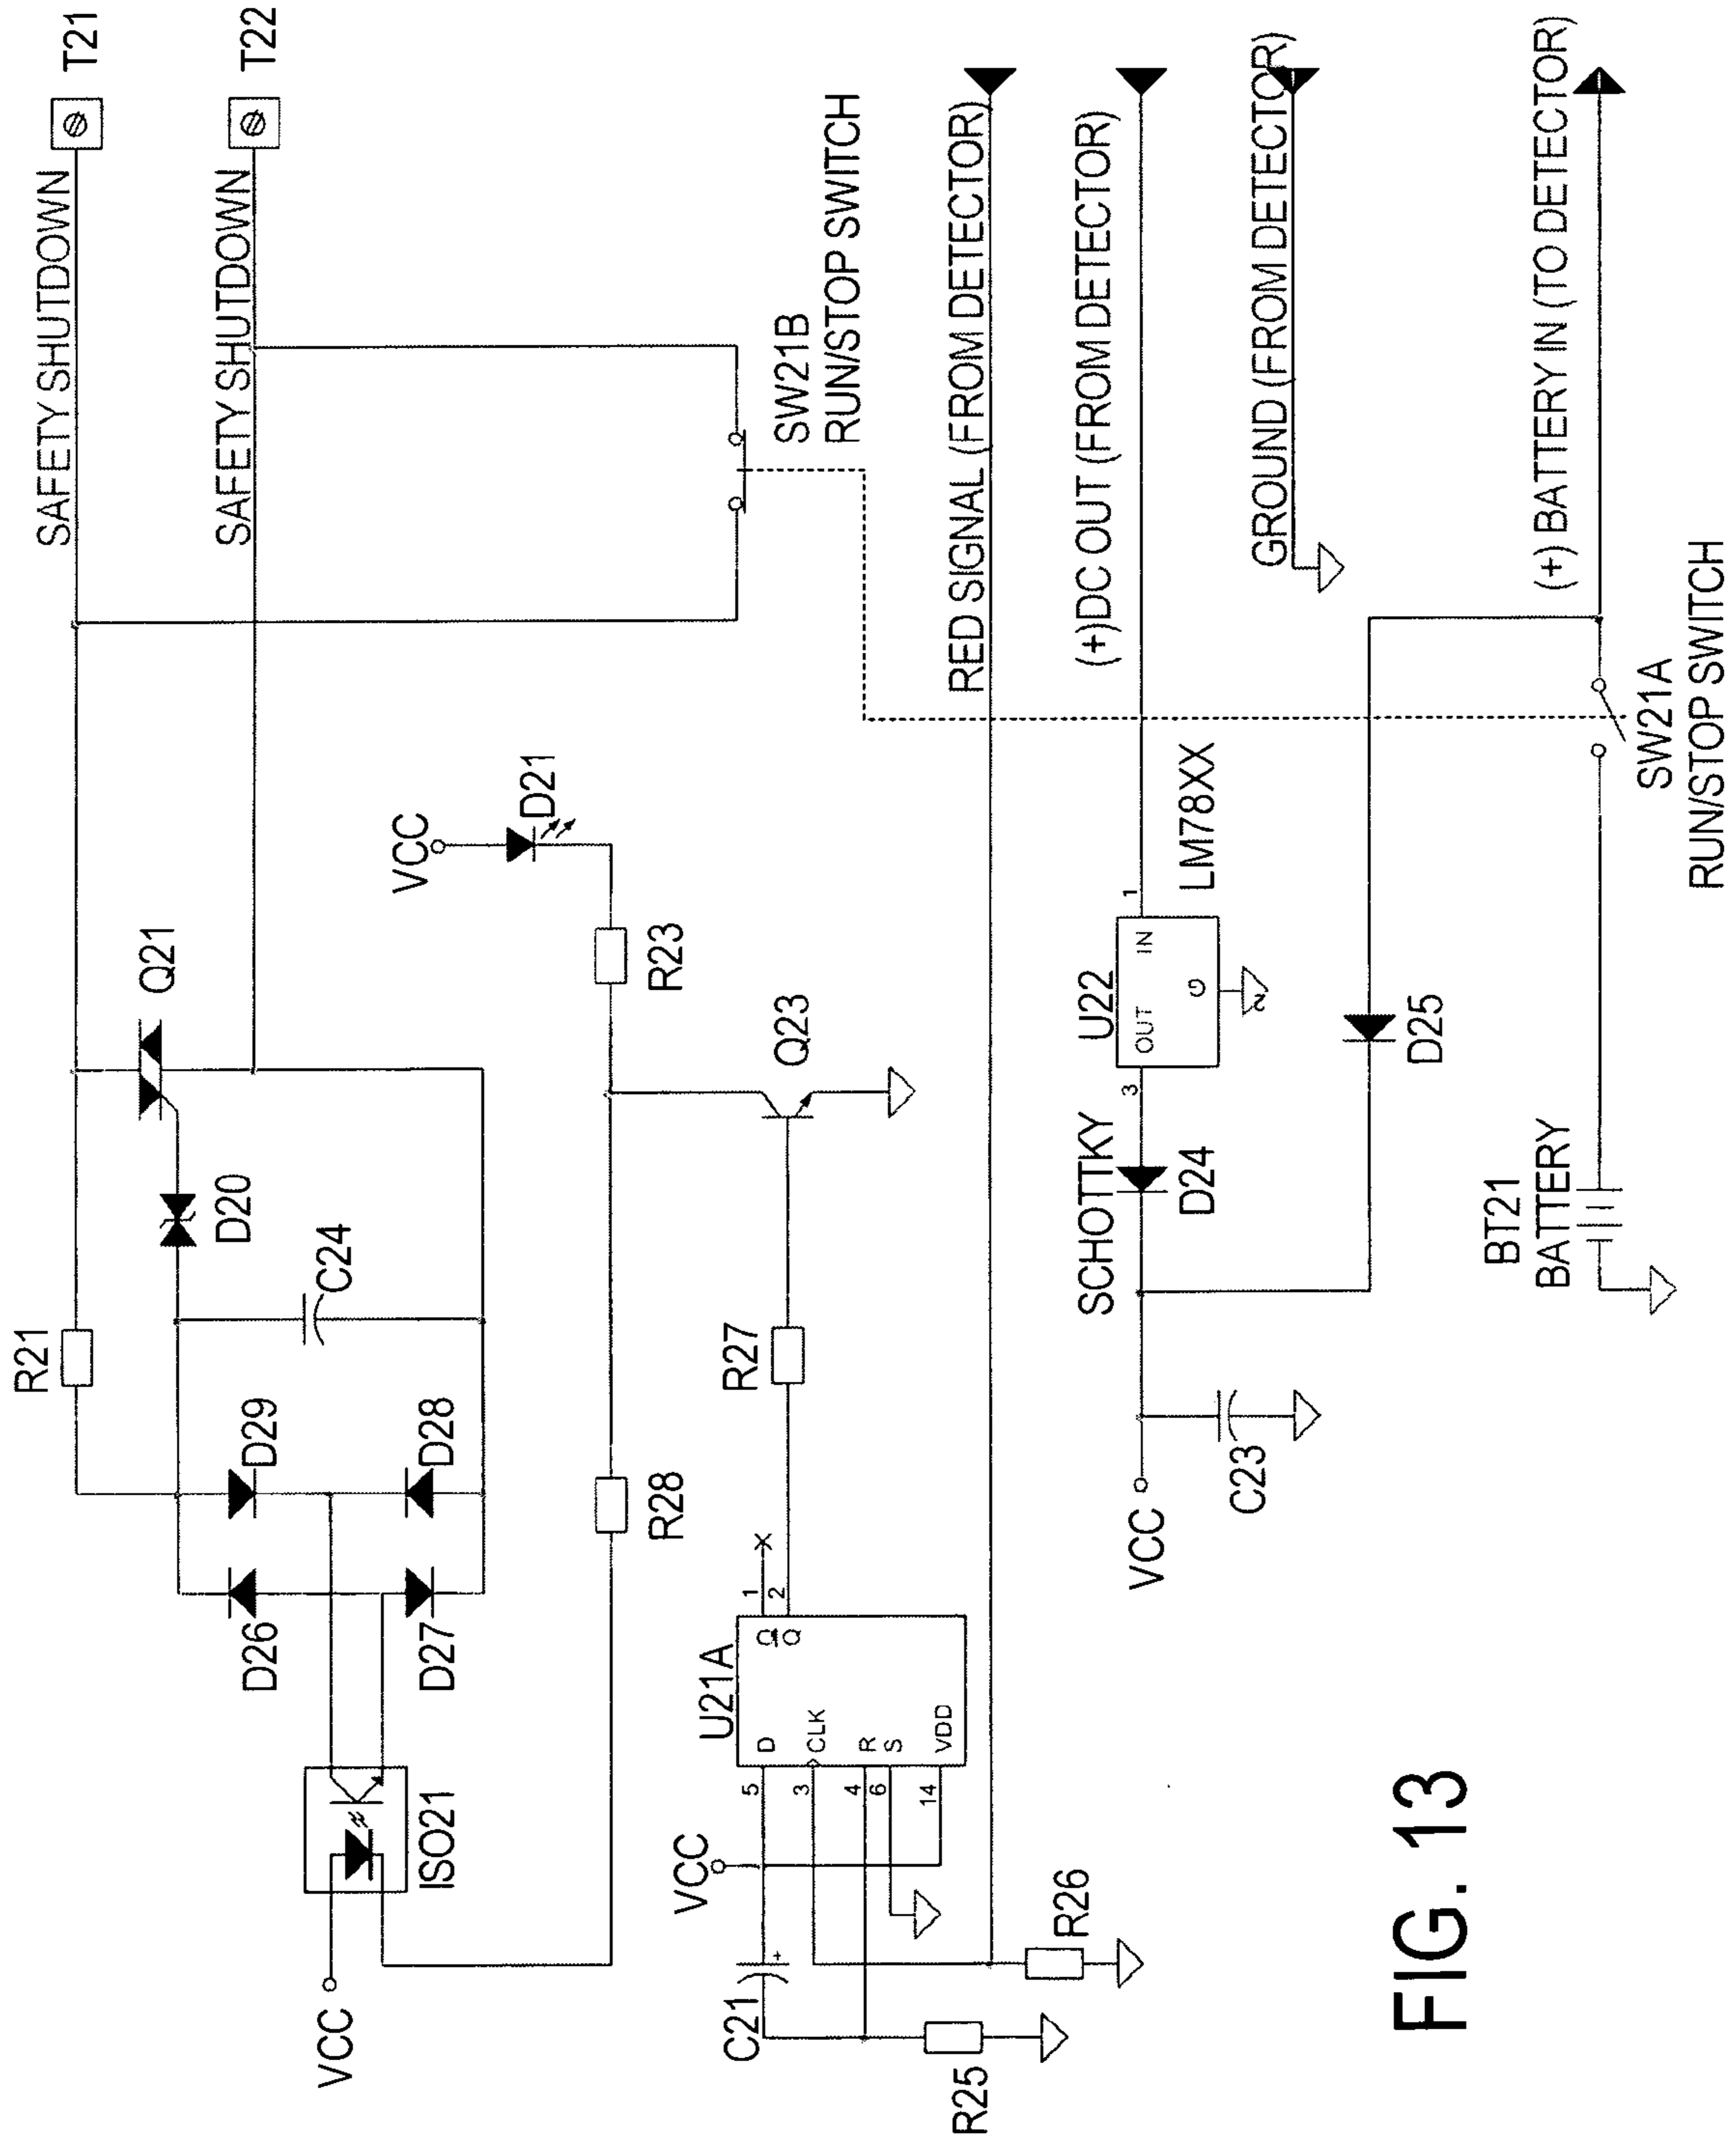 SAFETY SHUTDOWN
T21
SAFETY SHUTDOWN
T22
R21
Q21
D20
C24
D29
D28
D26
D27
ISO21
VCC
VCC
D21
R23
R28
Q23
R27
SW21B
RUN/STOP SWITCH
U21A
D
CLK
R
S
VDD
Q
Q
5
3
4
6
14
1
2
VCC
C21
+
R25
R26
RED SIGNAL (FROM DETECTOR)
(+)DC OUT (FROM DETECTOR)
GROUND (FROM DETECTOR)
(+) BATTERY IN (TO DETECTOR)
U22
OUT
IN
G
1
3
2
LM78XX
SCHOTTKY
D24
D25
VCC
C23
BT21
BATTERY
SW21A
RUN/STOP SWITCH
FIG. 13